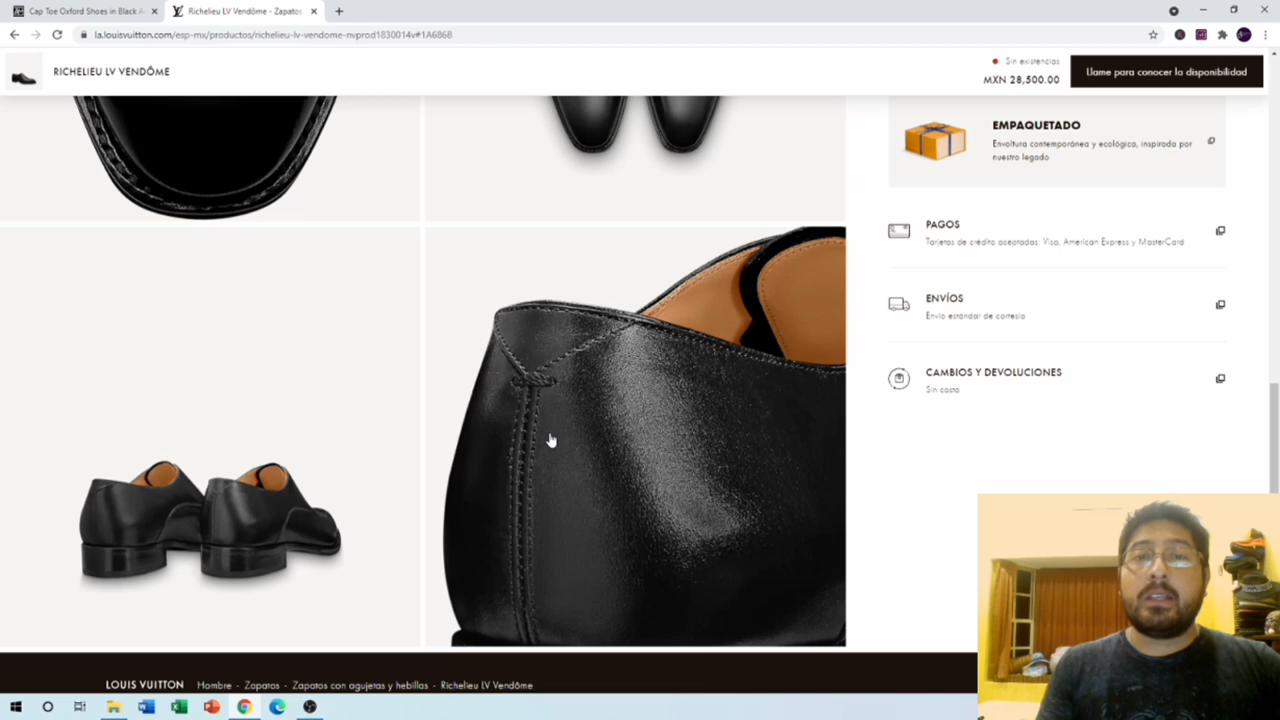 Cap Toe Oxford Shoes in Black A
Richelieu LV Vendôme - Zapatos
la.louisvuitton.com/esp-mx/productos/richelieu-lv-vendome-nvprod1830014v#1A6868
RICHELIEU LV VENDÔME
Sin existencias
MXN 28,500.00
Llame para conocer la disponibilidad
EMPAQUETADO
Envoltura contemporánea y ecológica, inspirada por
nuestro legado
PAGOS
Tarjetas de crédito aceptadas: Visa, American Express y MasterCard
ENVÍOS
Envío estándar de cortesía
CAMBIOS Y DEVOLUCIONES
Sin costo
LOUIS VUITTON Hombre - Zapatos - Zapatos con agujetas y hebillas - Richelieu LV Vendôme